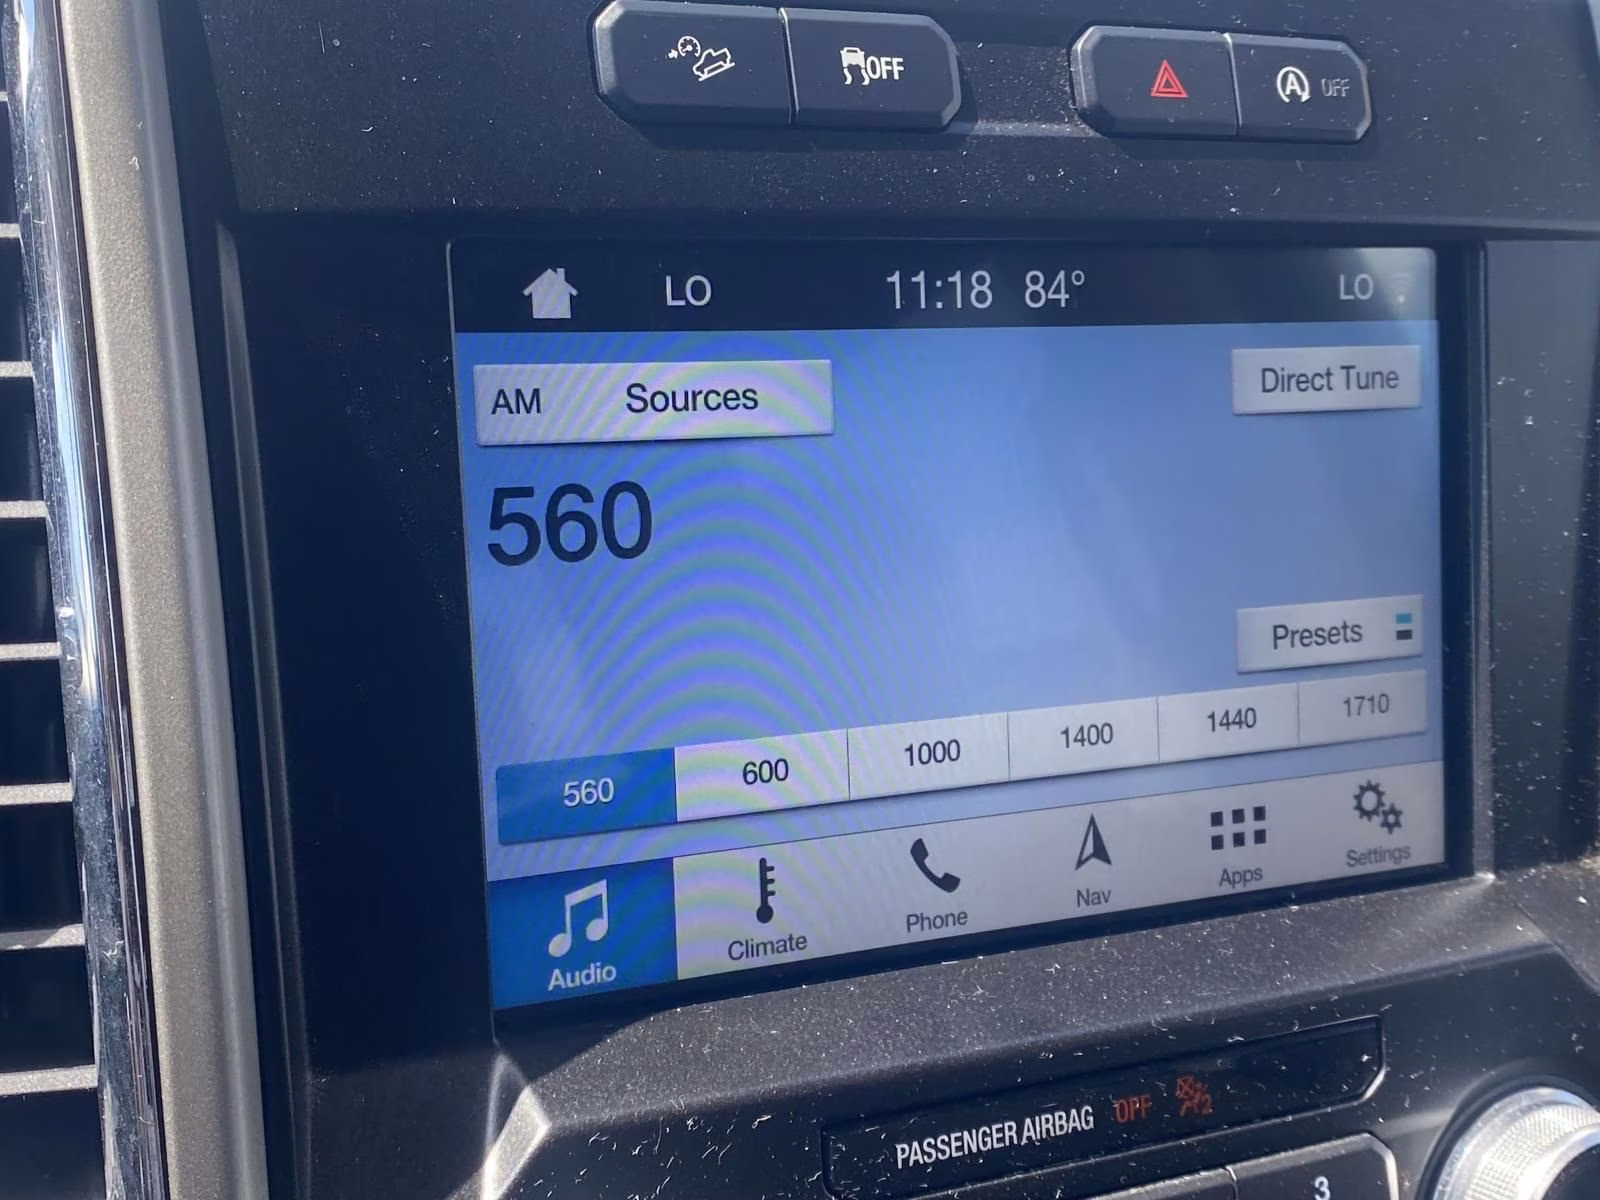 OFF
A OFF
LO 11:18 84° LO
AM Sources Direct Tune
560
Presets
560 600 1000 1400 1440 1710
Audio Climate Phone Nav Apps Settings
PASSENGER AIRBAG OFF 2
3